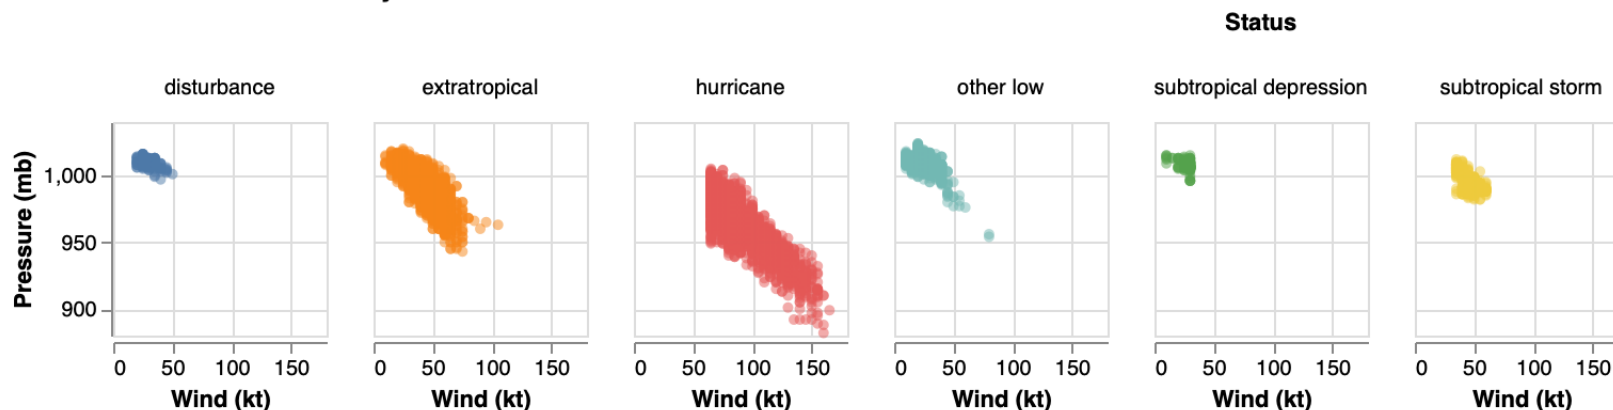 Status
disturbance extratropical hurricane other low subtropical depression subtropical storm
Pressure (mb)
1,000
950
900
0 50 100 150 0 50 100 150 0 50 100 150 0 50 100 150 0 50 100 150 0 50 100 150
Wind (kt) Wind (kt) Wind (kt) Wind (kt) Wind (kt) Wind (kt)